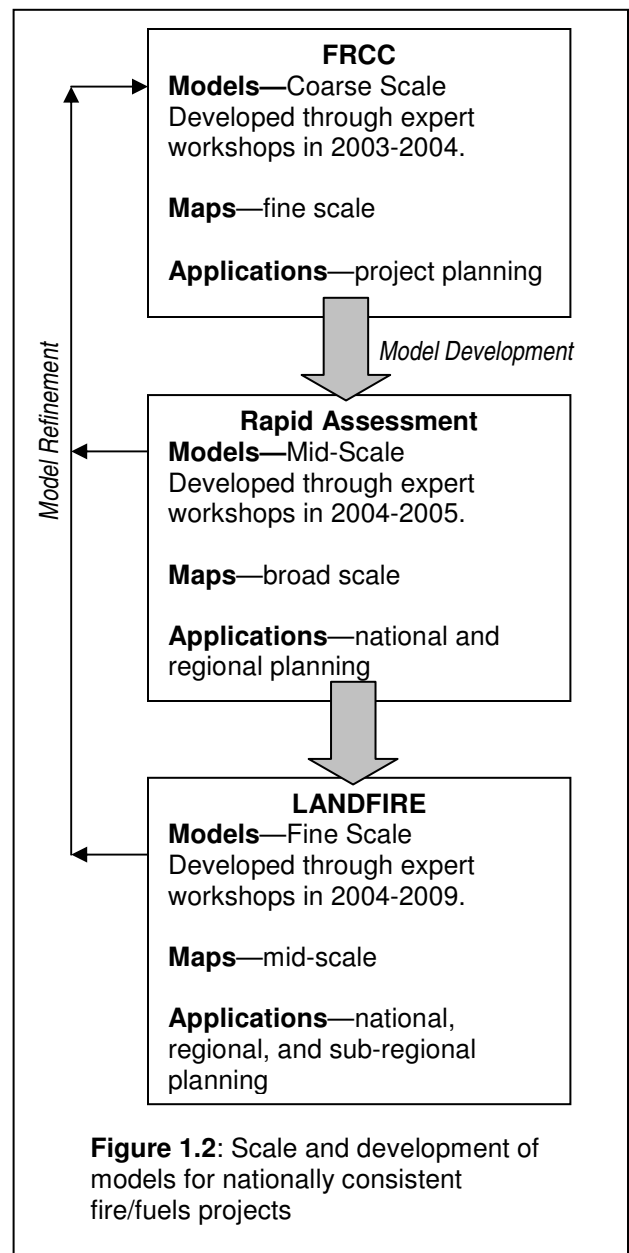 FRCC
Models—Coarse Scale
Developed through expert
workshops in 2003-2004.
Maps—fine scale
Applications—project planning
Model Development
Model Refinement
Rapid Assessment
Models—Mid-Scale
Developed through expert
workshops in 2004-2005.
Maps—broad scale
Applications—national and
regional planning
LANDFIRE
Models—Fine Scale
Developed through expert
workshops in 2004-2009.
Maps—mid-scale
Applications—national,
regional, and sub-regional
planning
Figure 1.2: Scale and development of
models for nationally consistent
fire/fuels projects